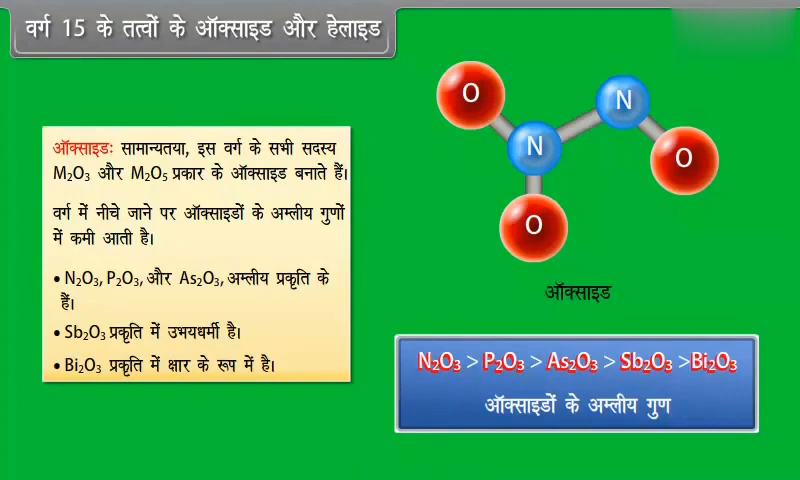 वर्ग 15 के तत्वों के ऑक्साइड और हेलाइड
ऑक्साइडः सामान्यतया, इस वर्ग के सभी सदस्य
M₂O₃ और M₂O₅ प्रकार के ऑक्साइड बनाते हैं।
वर्ग में नीचे जाने पर ऑक्साइडों के अम्लीय गुणों
में कमी आती है।
• N₂O₃, P₂O₃, और As₂O₃, अम्लीय प्रकृति के
हैं।
• Sb₂O₃ प्रकृति में उभयधर्मी है।
• Bi₂O₃ प्रकृति में क्षार के रूप में है।
O
N
N
O
O
ऑक्साइड
N₂O₃ > P₂O₃ > As₂O₃ > Sb₂O₃ >Bi₂O₃
ऑक्साइडों के अम्लीय गुण